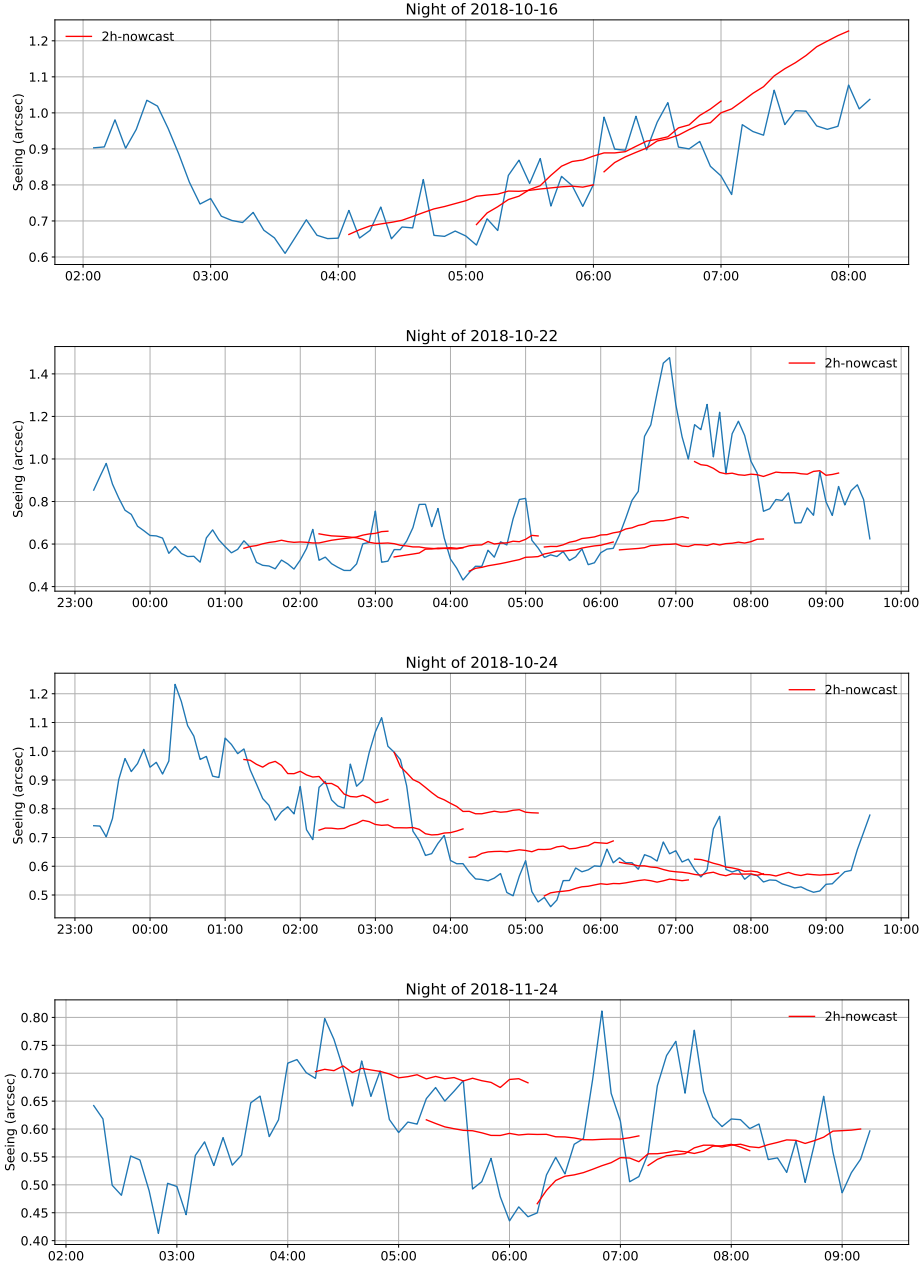 Night of 2018-10-16
2h-nowcast
Seeing (arcsec)
1.2
1.1
1.0
0.9
0.8
0.7
0.6
02:00 03:00 04:00 05:00 06:00 07:00 08:00
Night of 2018-10-22
2h-nowcast
Seeing (arcsec)
1.4
1.2
1.0
0.8
0.6
0.4
23:00 00:00 01:00 02:00 03:00 04:00 05:00 06:00 07:00 08:00 09:00 10:00
Night of 2018-10-24
2h-nowcast
Seeing (arcsec)
1.2
1.1
1.0
0.9
0.8
0.7
0.6
0.5
23:00 00:00 01:00 02:00 03:00 04:00 05:00 06:00 07:00 08:00 09:00 10:00
Night of 2018-11-24
2h-nowcast
Seeing (arcsec)
0.80
0.75
0.70
0.65
0.60
0.55
0.50
0.45
0.40
02:00 03:00 04:00 05:00 06:00 07:00 08:00 09:00